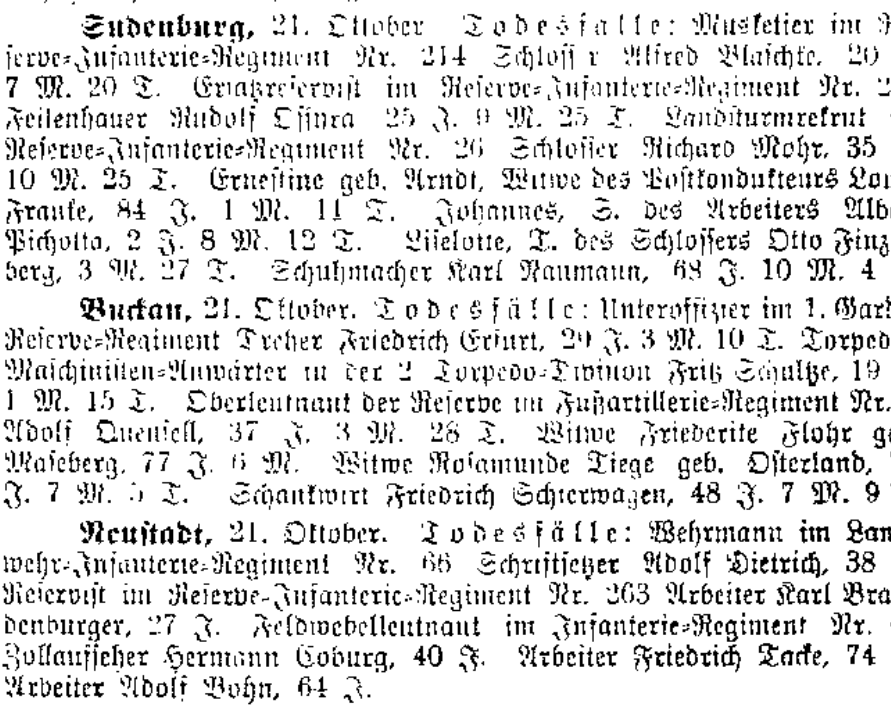 Sudenburg, 21. Oktober Todesfälle: Musketier im
serve-Infanterie-Regiment Nr. 214 Schlosser Alfred Blaschke, 20
7 M. 20 T. Ersatzreservist im Reserve-Infanterie-Regiment Nr.
Feilenhauer Rudolf 25 J. 9 M. 25 T. Landsturmrekrut
Reserve-Infanterie-Regiment Nr. 26 Schlosser Richard Mohr, 35
10 M. 25 T. Ernestine geb. Arndt, Witwe des Postkondukteurs
Franke, 84 J. 1 M. 11 T. Johannes, S. des Arbeiters
Pichotta, 2 J. 8 M. 12 T. Liselotte, T. des Schlossers Otto Finz
berg, 3 M. 27 T. Schuhmacher Karl Naumann, 68 J. 10 M. 4
Buckau, 21. Oktober. Todesfälle: Unteroffizier im 1. Gard
Reserve-Regiment Dreher Friedrich Erfurt, 29 J. 3 M. 10 T. Torped
Maschinisten-Anwärter in der 2 Torpedo-Division Fritz Schultze, 19
1 M. 15 T. Oberleutnant der Reserve im Fußartillerie-Regiment Nr.
Adolf Quensell, 37 J. 3 M. 28 T. Witwe Friederike Flohr ge
Maseberg, 77 J. 6 M. Witwe Rosamunde Tiege geb. Osterland,
J. 7 M. 5 T. Schankwirt Friedrich Schierwagen, 48 J. 7 M. 9
Neustadt, 21. Oktober. Todesfälle: Wehrmann im Lan
wehr-Infanterie-Regiment Nr. 66 Schriftsetzer Adolf Dietrich, 38
Reservist im Reserve-Infanterie-Regiment Nr. 263 Arbeiter Karl Bra
denburger, 27 J. Feldwebelleutnant im Infanterie-Regiment Nr.
Zollaufseher Hermann Coburg, 40 J. Arbeiter Friedrich Tacke, 74
Arbeiter Adolf Bohn, 64 J.